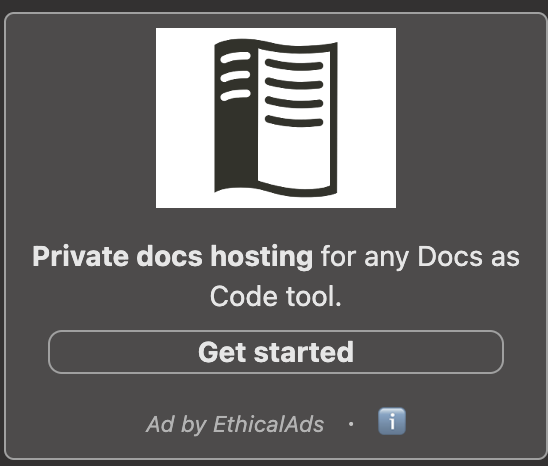 Private docs hosting for any Docs as
Code tool.
Get started
Ad by EthicalAds · ℹ️